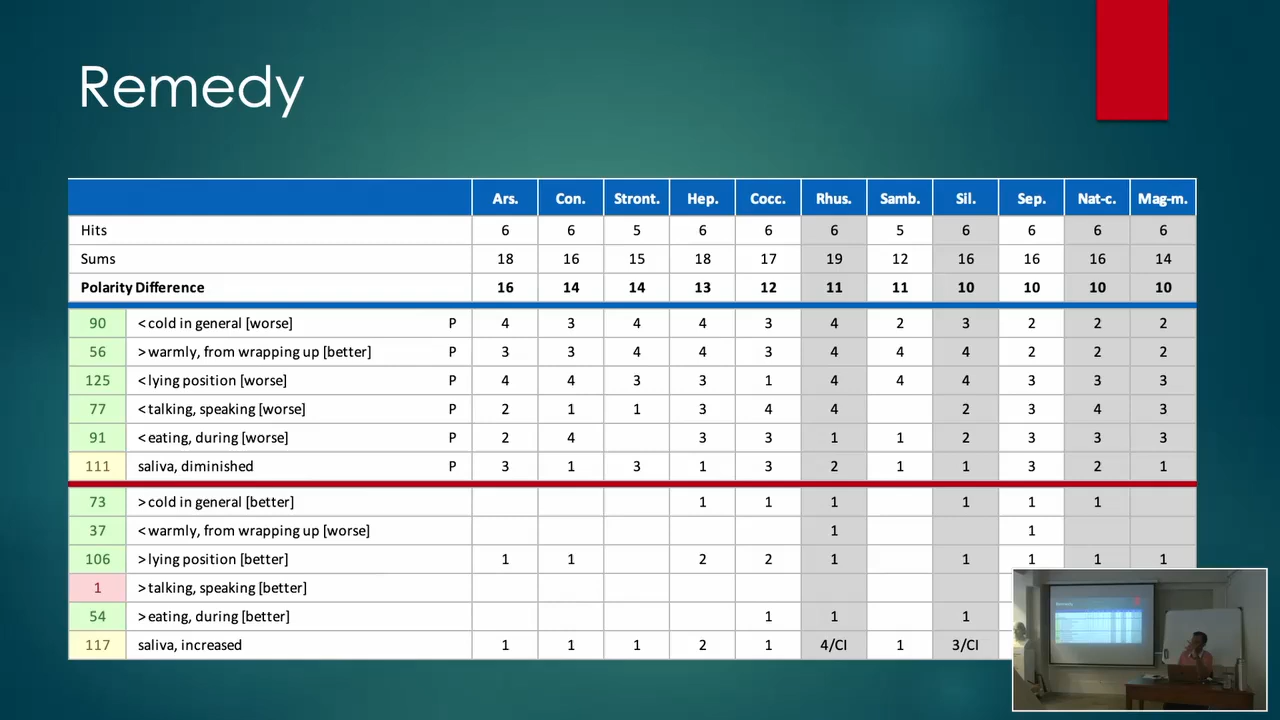 Remedy
Ars. Con. Stront. Hep. Cocc. Rhus. Samb. Sil. Sep. Nat-c. Mag-m.
Hits 6 6 5 6 6 6 5 6 6 6 6
Sums 18 16 15 18 17 19 12 16 16 16 14
Polarity Difference 16 14 14 13 12 11 11 10 10 10 10
90 < cold in general [worse] P 4 3 4 4 3 4 2 3 2 2 2
56 > warmly, from wrapping up [better] P 3 3 4 4 3 4 4 4 2 2 2
125 < lying position [worse] P 4 4 3 3 1 4 4 4 3 3 3
77 < talking, speaking [worse] P 2 1 1 3 4 4 2 3 4 3
91 < eating, during [worse] P 2 4 3 3 1 1 2 3 3 3
111 saliva, diminished P 3 1 3 1 3 2 1 1 3 2 1
73 > cold in general [better] 1 1 1 1 1 1
37 < warmly, from wrapping up [worse] 1 1
106 > lying position [better] 1 1 2 2 1 1 1 1 1
1 > talking, speaking [better]
54 > eating, during [better] 1 1 1
117 saliva, increased 1 1 1 2 1 4/CI 1 3/CI
Remedy